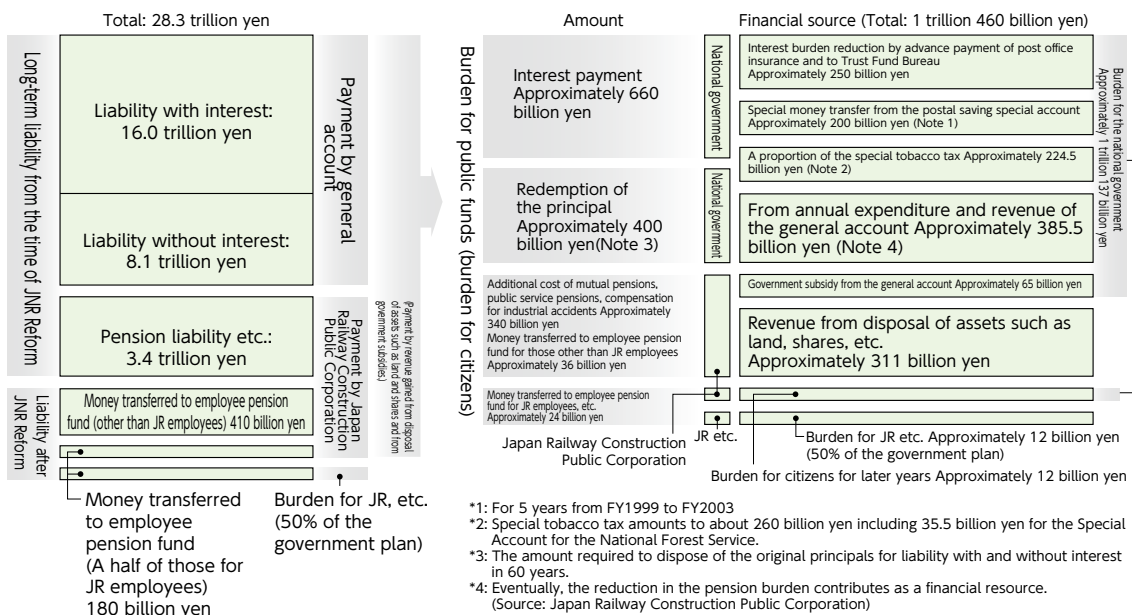 Total: 28.3 trillion yen
Long-term liability from the time of JNR Reform
Liability with interest:
16.0 trillion yen
Liability without interest:
8.1 trillion yen
Payment by general
account
Pension liability etc.:
3.4 trillion yen
Liability after
JNR Reform
Money transferred to employee pension
fund (other than JR employees) 410 billion yen
Payment by Japan
Railway Construction
Public Corporation
(Payment by revenue gained from disposal
of assets such as land and shares and from
government subsidies.)
Money transferred
to employee
pension fund
(A half of those for
JR employees)
180 billion yen
Burden for JR, etc.
(50% of the
government plan)
Burden for public funds (burden for citizens)
Amount
Interest payment
Approximately 660
billion yen
Redemption of
the principal
Approximately 400
billion yen(Note 3)
Additional cost of mutual pensions,
public service pensions, compensation
for industrial accidents Approximately
340 billion yen
Money transferred to employee pension
fund for those other than JR employees
Approximately 36 billion yen
Money transferred to employee pension
fund for JR employees, etc.
Approximately 24 billion yen
National government
National government
Japan Railway Construction
Public Corporation
JR etc.
Financial source (Total: 1 trillion 460 billion yen)
Interest burden reduction by advance payment of post office
insurance and to Trust Fund Bureau
Approximately 250 billion yen
Special money transfer from the postal saving special account
Approximately 200 billion yen (Note 1)
A proportion of the special tobacco tax Approximately 224.5
billion yen (Note 2)
From annual expenditure and revenue of
the general account Approximately 385.5
billion yen (Note 4)
Government subsidy from the general account Approximately 65 billion yen
Revenue from disposal of assets such as
land, shares, etc.
Approximately 311 billion yen
Burden for the national government
Approximately 1 trillion 137 billion yen
Burden for JR etc. Approximately 12 billion yen
(50% of the government plan)
Burden for citizens for later years Approximately 12 billion yen
*1: For 5 years from FY1999 to FY2003
*2: Special tobacco tax amounts to about 260 billion yen including 35.5 billion yen for the Special
Account for the National Forest Service.
*3: The amount required to dispose of the original principals for liability with and without interest
in 60 years.
*4: Eventually, the reduction in the pension burden contributes as a financial resource.
(Source: Japan Railway Construction Public Corporation)